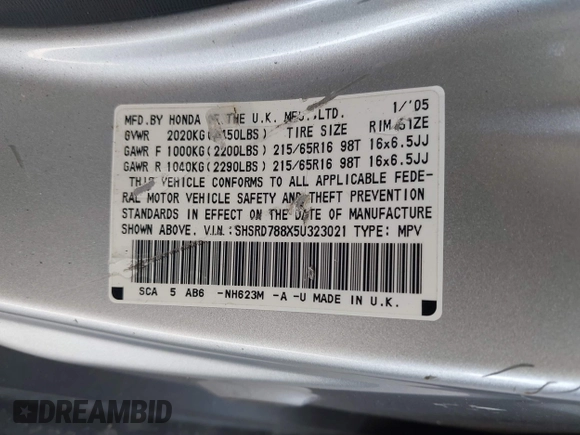 MFD.BY HONDA OF THE U.K. MFG.,LTD. 1/'05
GVWR 2020KG( 450LBS) TIRE SIZE RIM SIZE
GAWR F 1000KG(2200LBS) 215/65R16 98T 16x6.5JJ
GAWR R 1040KG(2290LBS) 215/65R16 98T 16x6.5JJ
THIS VEHICLE CONFORMS TO ALL APPLICABLE FEDE-
RAL MOTOR VEHICLE SAFETY AND THEFT PREVENTION
STANDARDS IN EFFECT ON THE DATE OF MANUFACTURE
SHOWN ABOVE. V.I.N.:SHSRD788X5U323021 TYPE: MPV
SCA 5 AB6 -NH623M -A -U MADE IN U.K.
DREAMBID